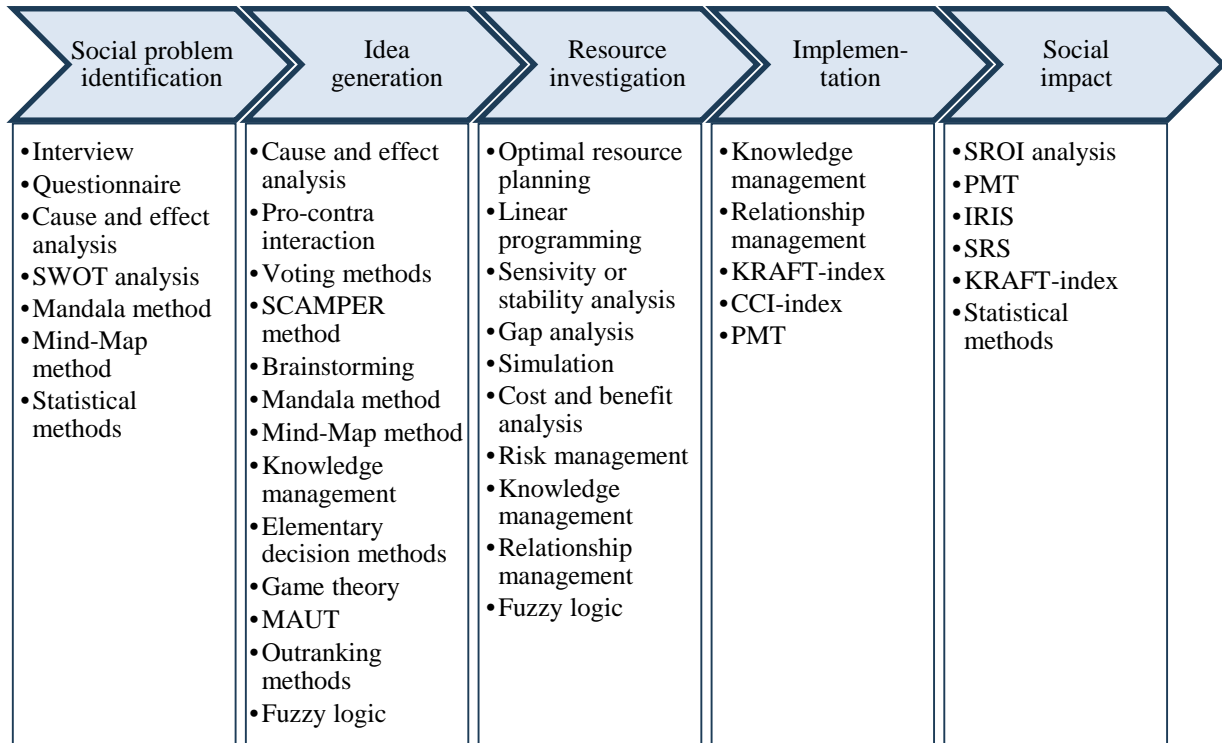 Social problem
identification
Idea
generation
Resource
investigation
Implemen-
tation
Social
impact
•Interview
•Questionnaire
•Cause and effect
analysis
•SWOT analysis
•Mandala method
•Mind-Map
method
•Statistical
methods
•Cause and effect
analysis
•Pro-contra
interaction
•Voting methods
•SCAMPER
method
•Brainstorming
•Mandala method
•Mind-Map method
•Knowledge
management
•Elementary
decision methods
•Game theory
•MAUT
•Outranking
methods
•Fuzzy logic
•Optimal resource
planning
•Linear
programming
•Sensivity or
stability analysis
•Gap analysis
•Simulation
•Cost and benefit
analysis
•Risk management
•Knowledge
management
•Relationship
management
•Fuzzy logic
•Knowledge
management
•Relationship
management
•KRAFT-index
•CCI-index
•PMT
•SROI analysis
•PMT
•IRIS
•SRS
•KRAFT-index
•Statistical
methods